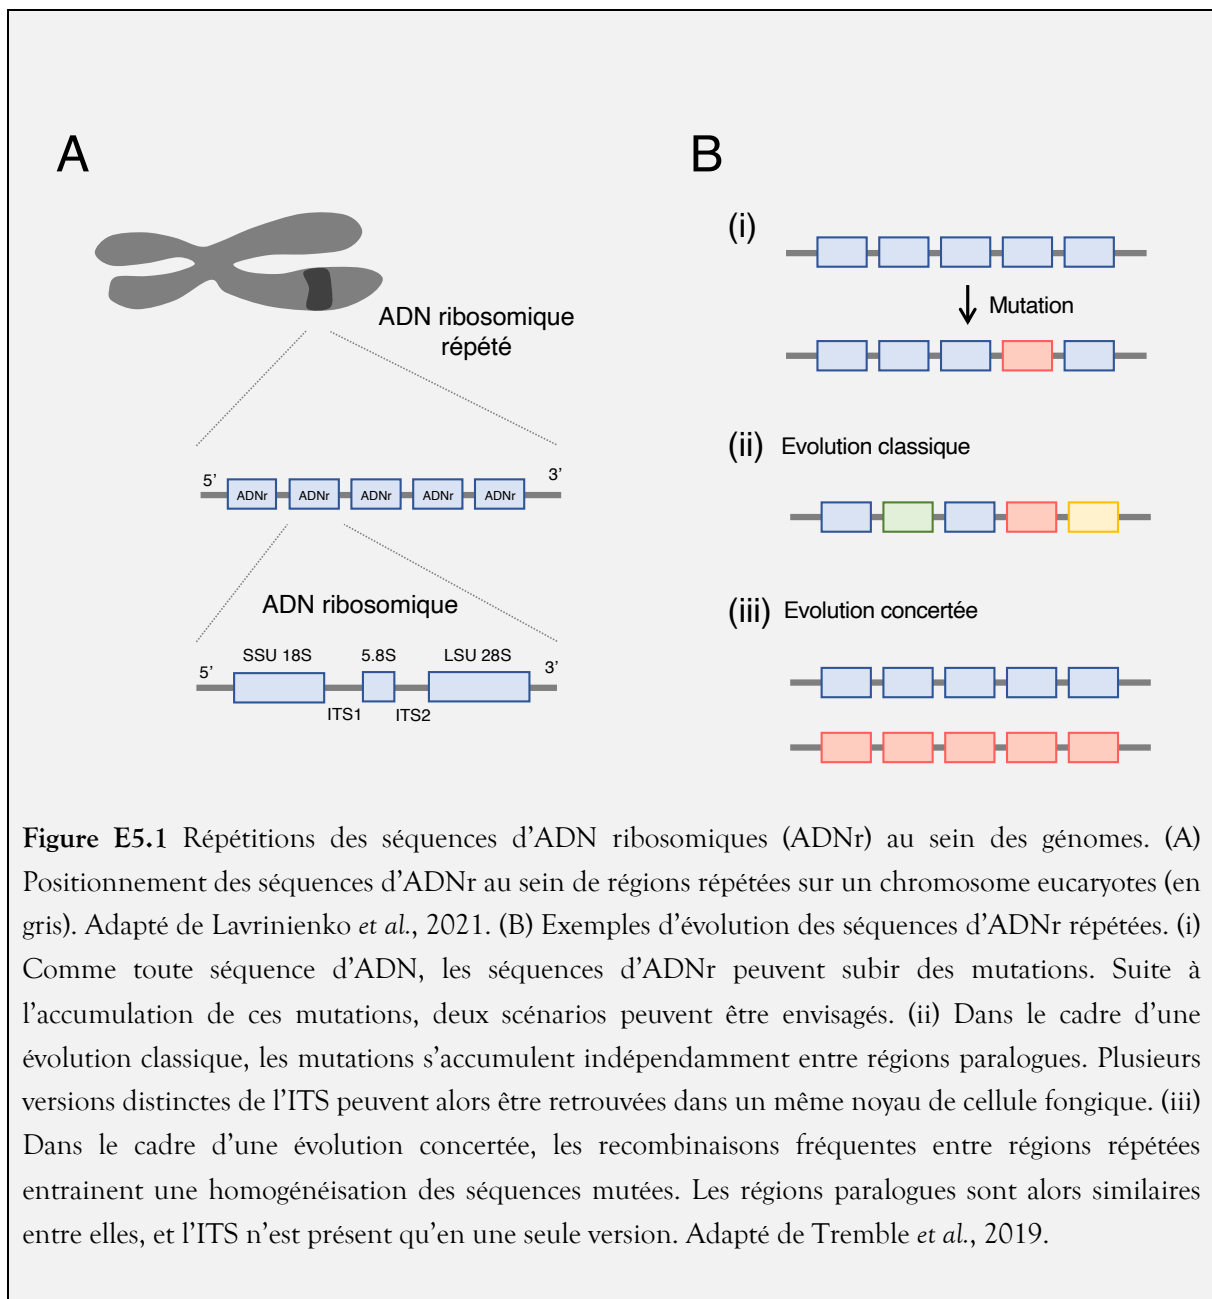 A
ADN ribosomique
répété
5’
3’
ADNr
ADNr
ADNr
ADNr
ADNr
ADN ribosomique
5’
SSU 18S
5.8S
LSU 28S
3’
ITS1
ITS2
B
(i)
Mutation
(ii) Evolution classique
(iii) Evolution concertée
Figure E5.1 Répétitions des séquences d’ADN ribosomiques (ADNr) au sein des génomes. (A)
Positionnement des séquences d’ADNr au sein de régions répétées sur un chromosome eucaryotes (en
gris). Adapté de Lavrinienko et al., 2021. (B) Exemples d’évolution des séquences d’ADNr répétées. (i)
Comme toute séquence d’ADN, les séquences d’ADNr peuvent subir des mutations. Suite à
l’accumulation de ces mutations, deux scénarios peuvent être envisagés. (ii) Dans le cadre d’une
évolution classique, les mutations s’accumulent indépendamment entre régions paralogues. Plusieurs
versions distinctes de l’ITS peuvent alors être retrouvées dans un même noyau de cellule fongique. (iii)
Dans le cadre d’une évolution concertée, les recombinaisons fréquentes entre régions répétées
entrainent une homogénéisation des séquences mutées. Les régions paralogues sont alors similaires
entre elles, et l’ITS n’est présent qu’en une seule version. Adapté de Tremble et al., 2019.